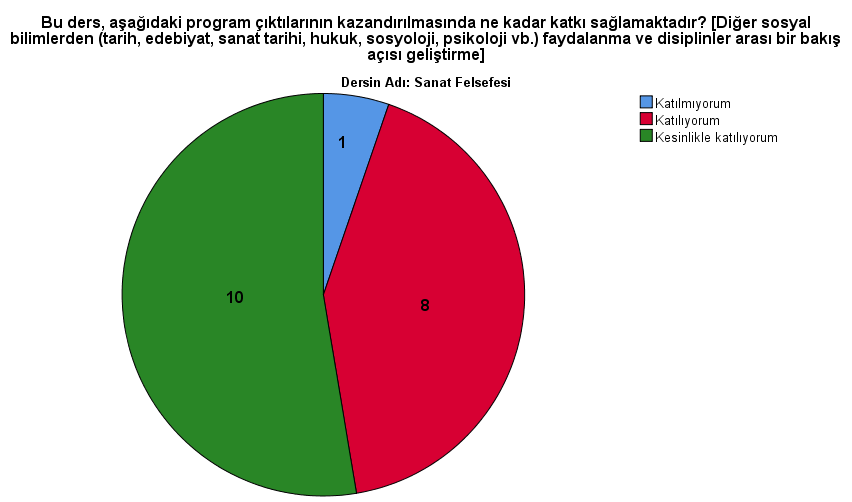 Bu ders, aşağıdaki program çıktılarının kazandırılmasında ne kadar katkı sağlamaktadır? [Diğer sosyal
bilimlerden (tarih, edebiyat, sanat tarihi, hukuk, sosyoloji, psikoloji vb.) faydalanma ve disiplinler arası bir bakış
açısı geliştirme]
Dersin Adı: Sanat Felsefesi
Katılmıyorum
Katılıyorum
Kesinlikle katılıyorum
1
10
8